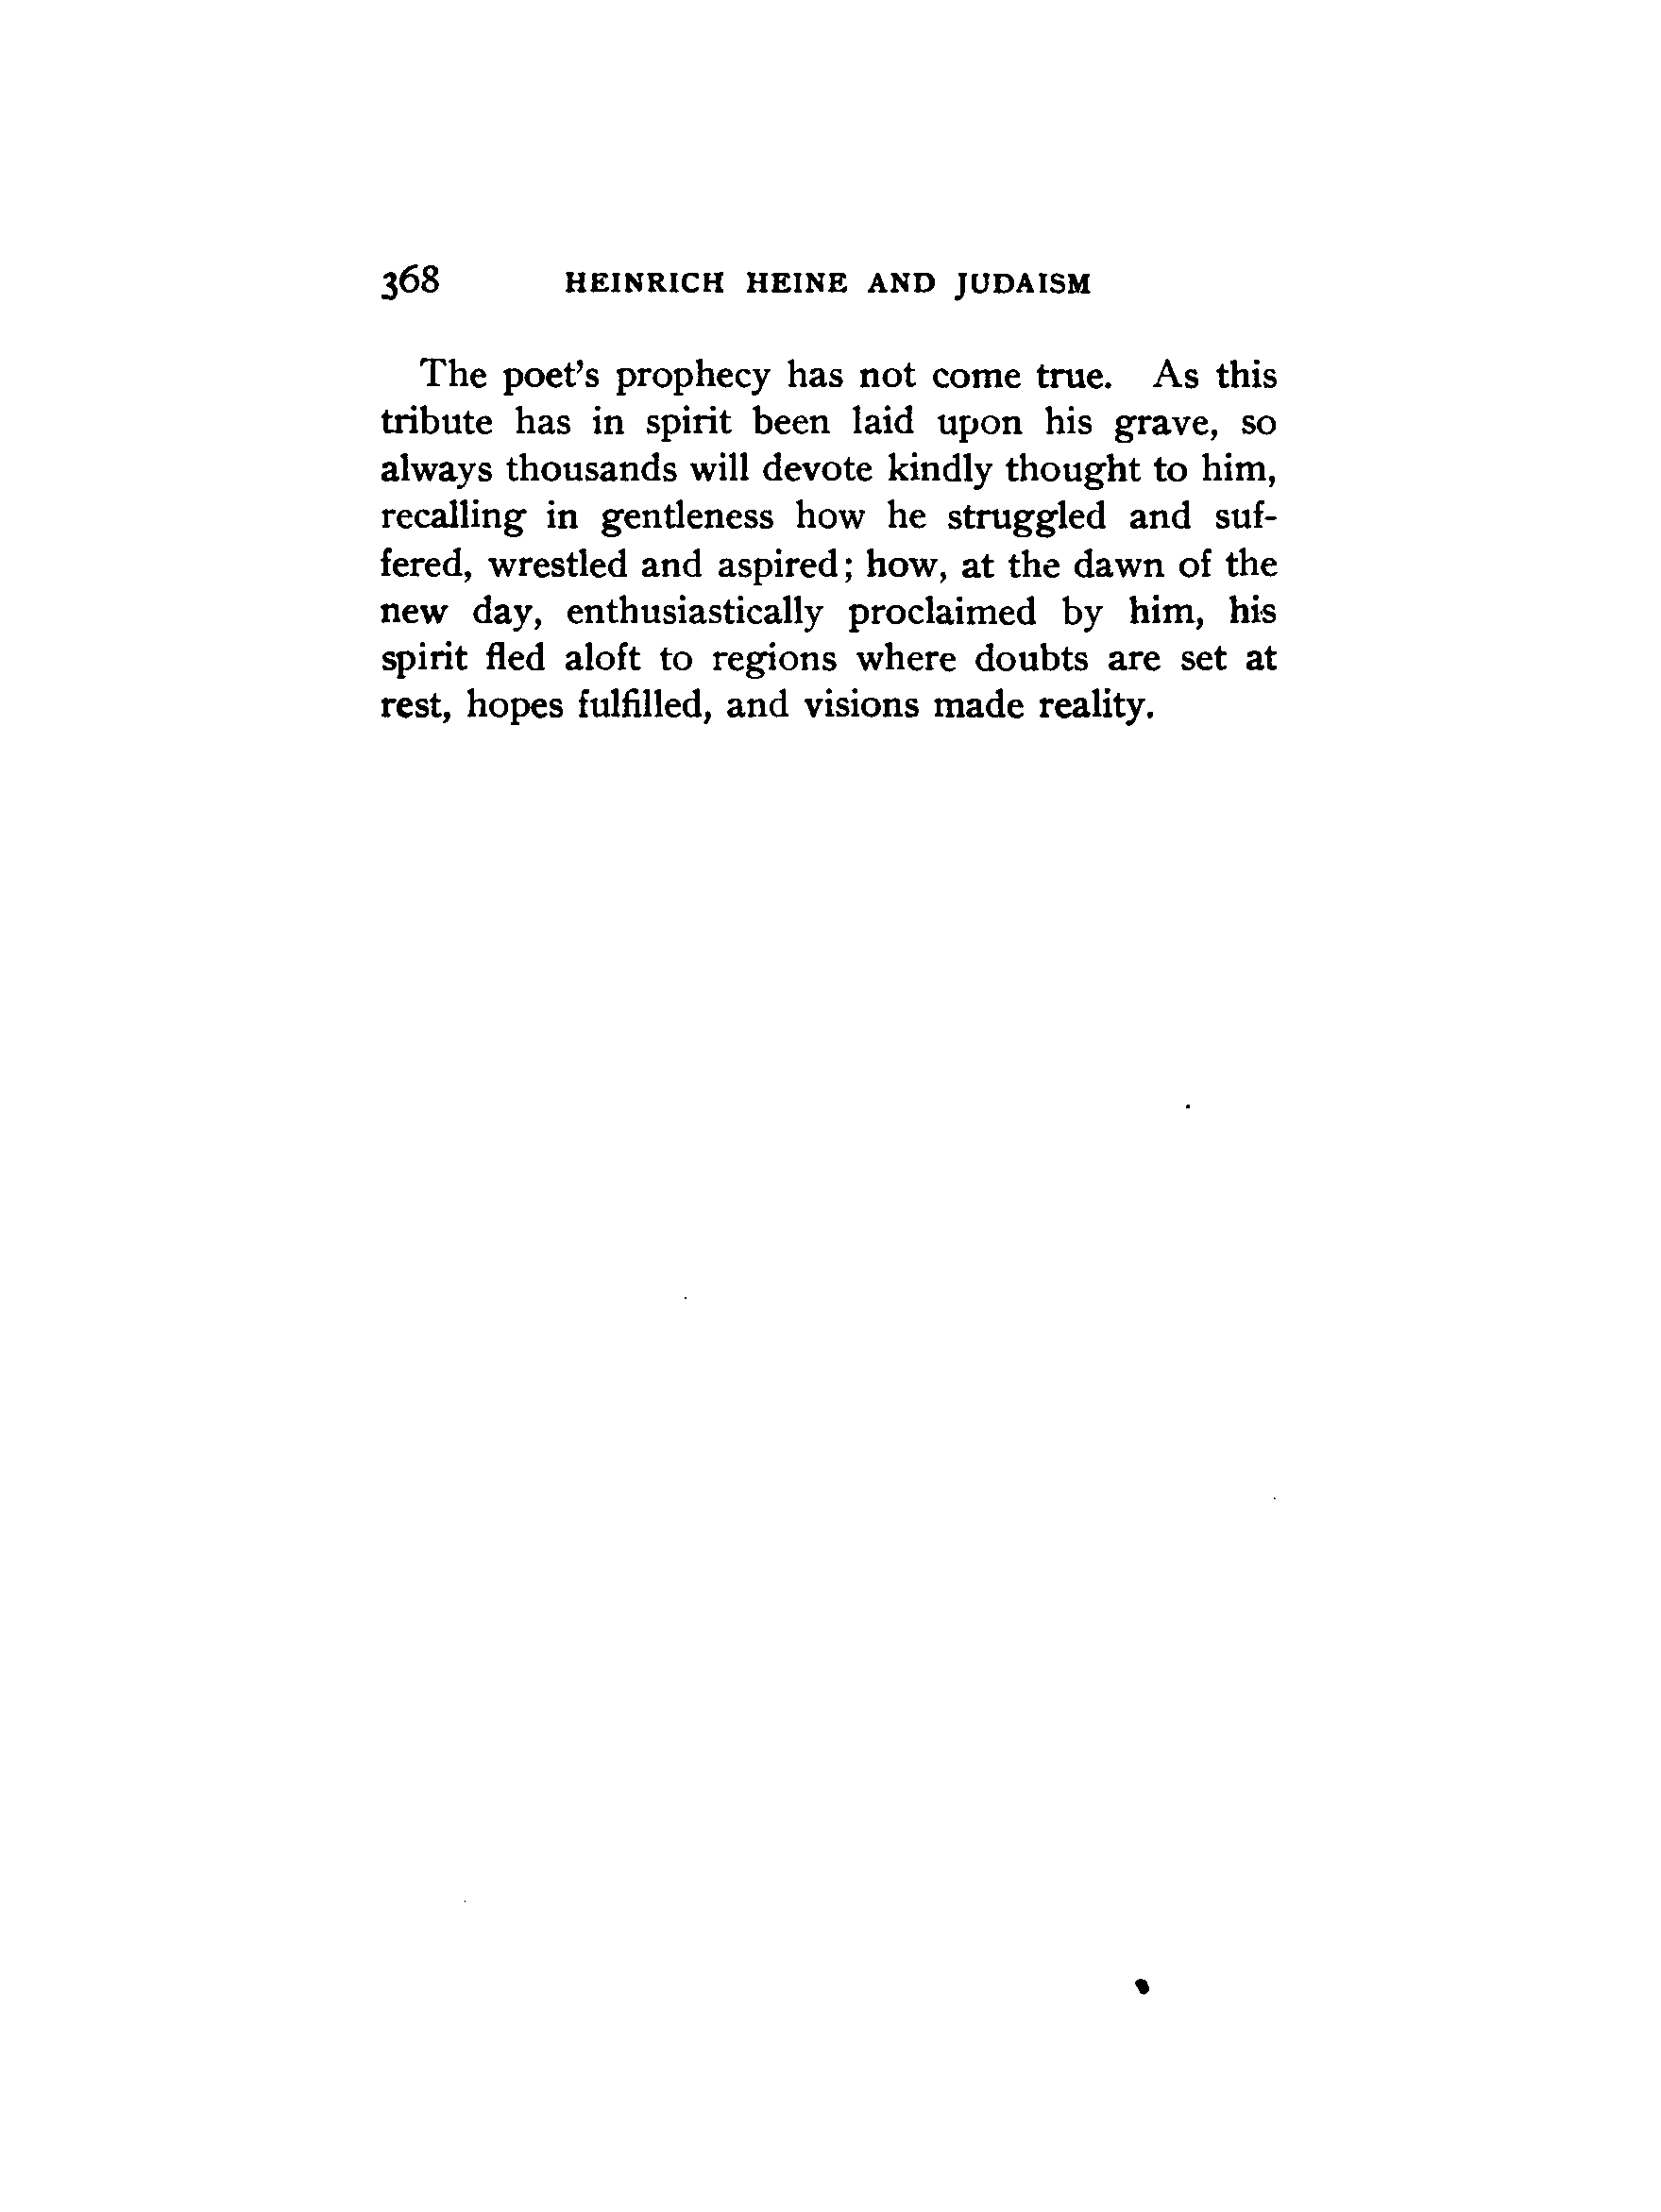 368 HEINRICH HEINE AND JUDAISM
The poet's prophecy has not come true. As this
tribute has in spirit been laid upon his grave, so
always thousands will devote kindly thought to him,
recalling in gentleness how he struggled and suf-
fered, wrestled and aspired; how, at the dawn of the
new day, enthusiastically proclaimed by him, his
spirit fled aloft to regions where doubts are set at
rest, hopes fulfilled, and visions made reality.